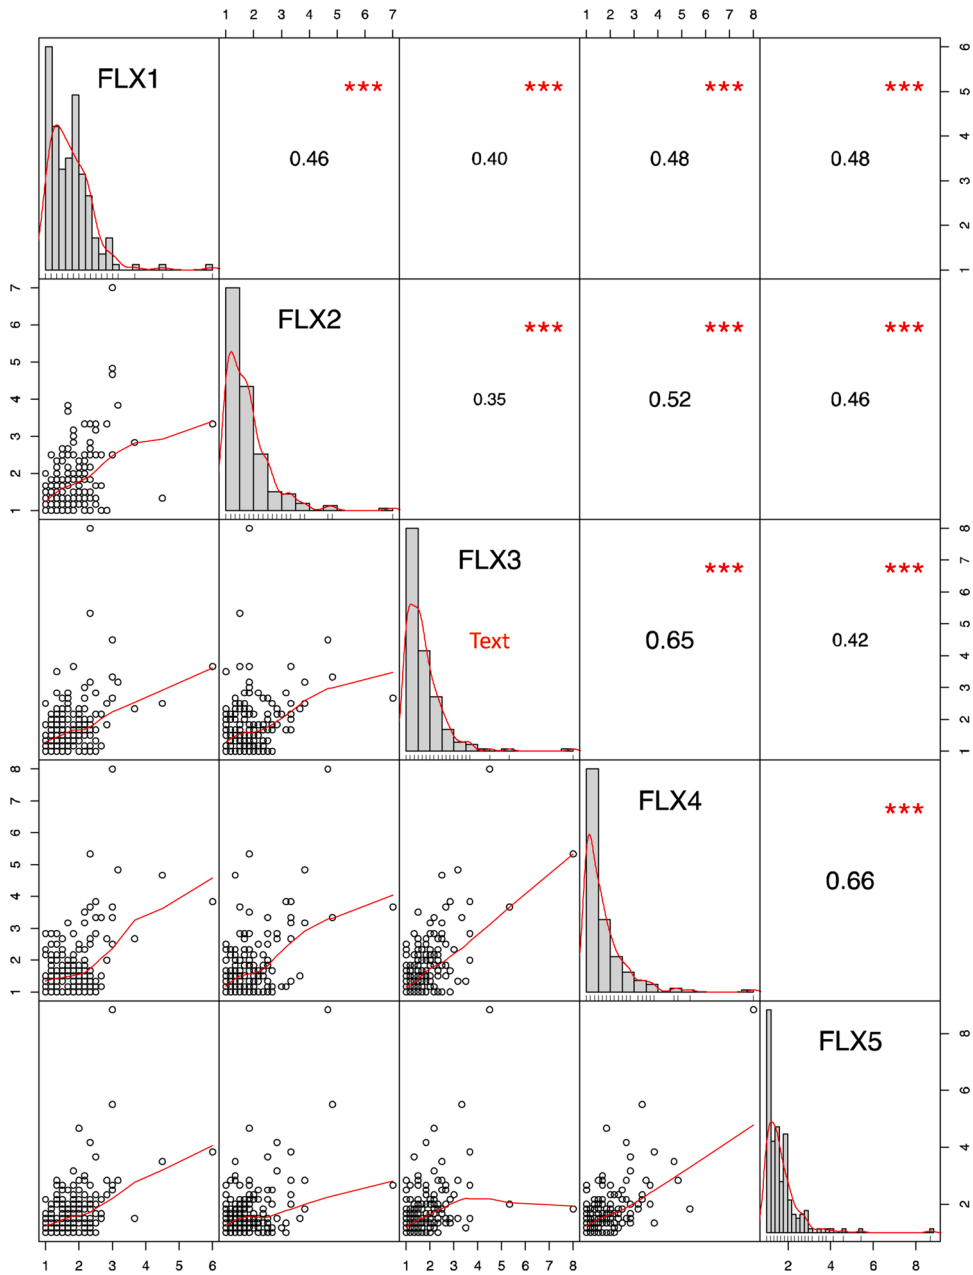 1 2 3 4 5 6 7 1 2 3 4 5 6 7 8
FLX1 *** *** *** ***
0.46 0.40 0.48 0.48
1 2 3 4 5 6
FLX2 *** *** ***
0.35 0.52 0.46
1 2 3 4 5 6 7
FLX3 *** ***
Text 0.65 0.42
1 2 3 4 5 6 7 8
FLX4 ***
0.66
1 2 3 4 5 6 7 8
FLX5
2 4 6 8
1 2 3 4 5 6 1 2 3 4 5 6 7 8 2 4 6 8